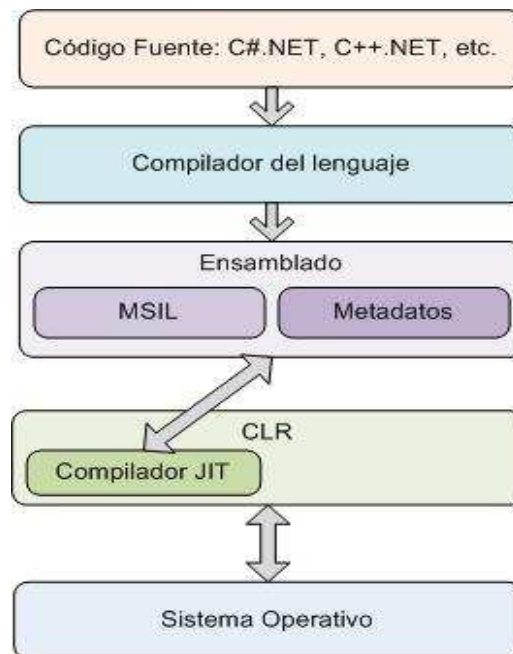 Código Fuente: C#.NET, C++.NET, etc.
Compilador del lenguaje
Ensamblado
MSIL
Metadatos
CLR
Compilador JIT
Sistema Operativo